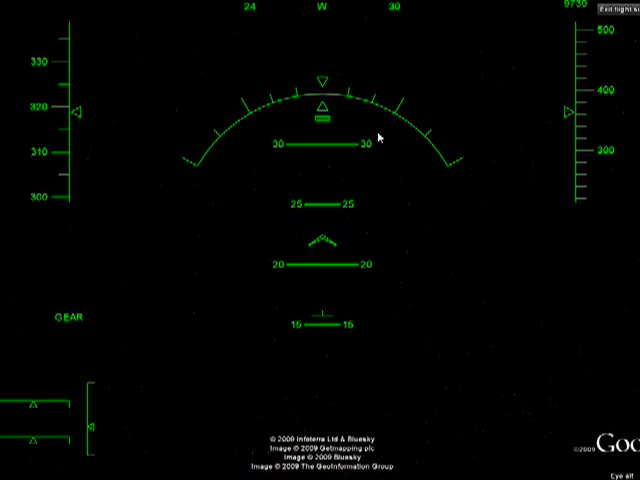 24 W 30 9730
Exit flight si
330
320
310
300
500
400
300
30 30
25 25
20 20
15 15
GEAR
© 2009 Infoterra Ltd & Bluesky
Image © 2009 Getmapping plc
Image © 2009 Bluesky
Image © 2009 The GeoInformation Group
©2009 Goo
Eye alt